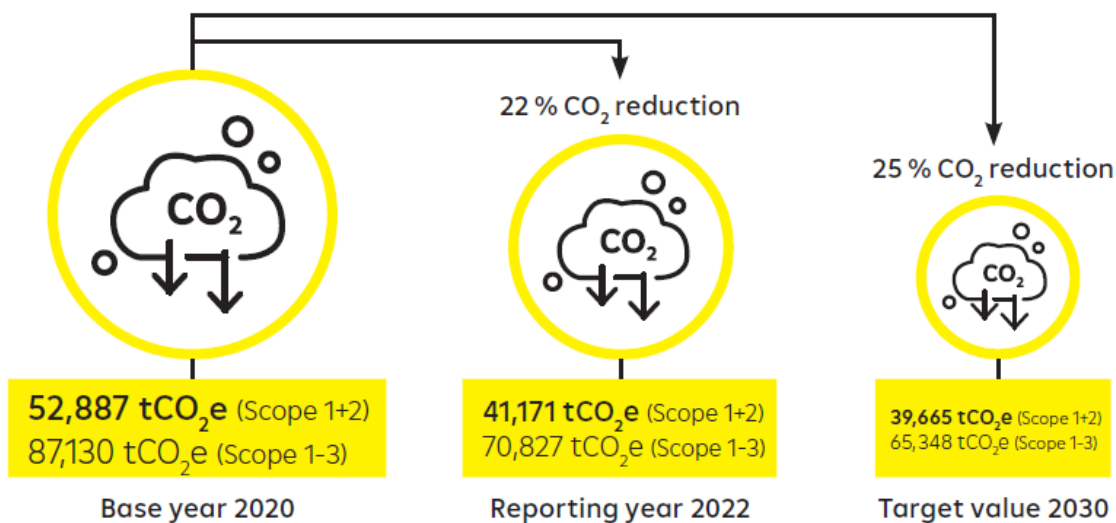 22 % CO₂ reduction
25 % CO₂ reduction
CO₂
CO₂
CO₂
52,887 tCO₂e (Scope 1+2)
87,130 tCO₂e (Scope 1-3)
41,171 tCO₂e (Scope 1+2)
70,827 tCO₂e (Scope 1-3)
39,665 tCO₂e (Scope 1+2)
65,348 tCO₂e (Scope 1-3)
Base year 2020
Reporting year 2022
Target value 2030